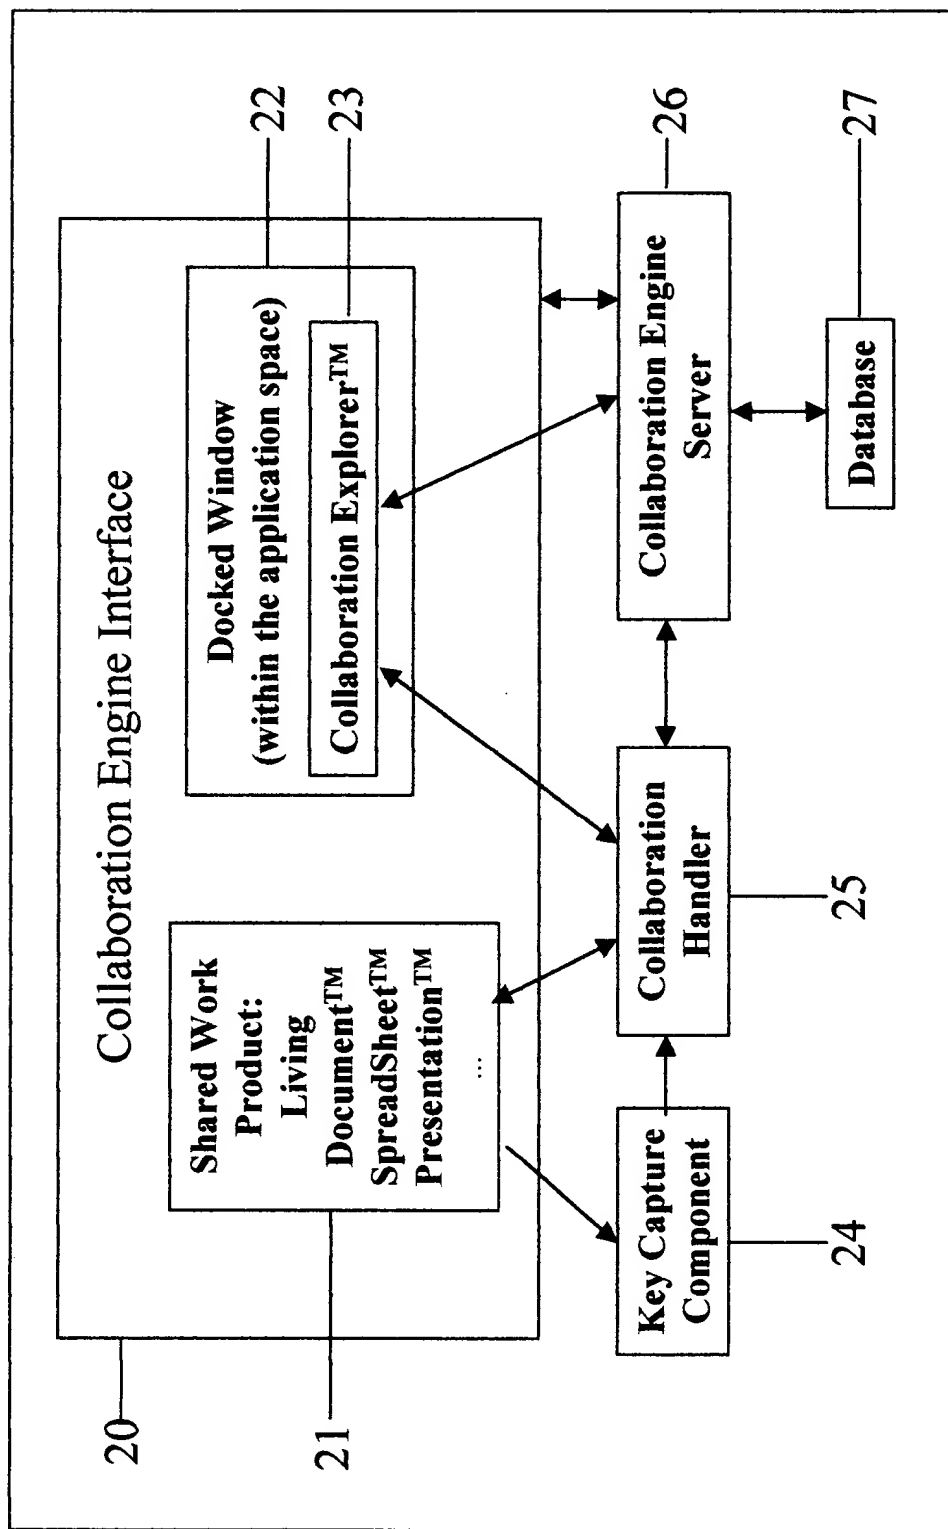 Collaboration Engine Interface
20
21
Shared Work
Product:
Living
Document™
SpreadSheet™
Presentation™
...
Docked Window
(within the application space)
Collaboration Explorer™
22
23
Key Capture
Component
24
Collaboration
Handler
25
Collaboration Engine
Server
26
Database
27